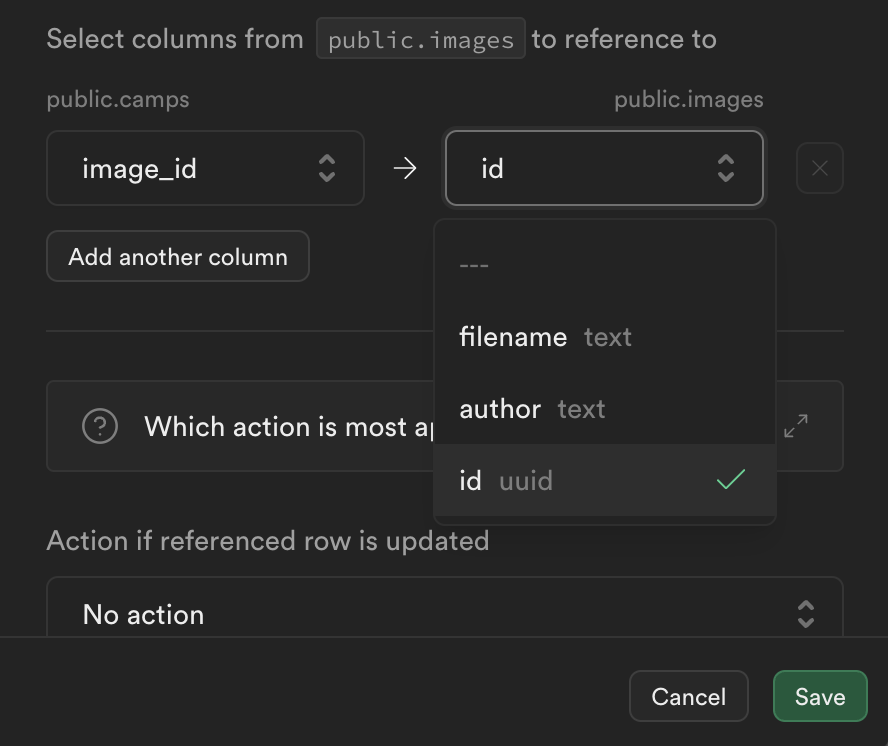 Select columns from public.images to reference to
public.camps public.images
image_id → id
Add another column
---
filename text
author text
Which action is most a
id uuid
Action if referenced row is updated
No action
Cancel Save